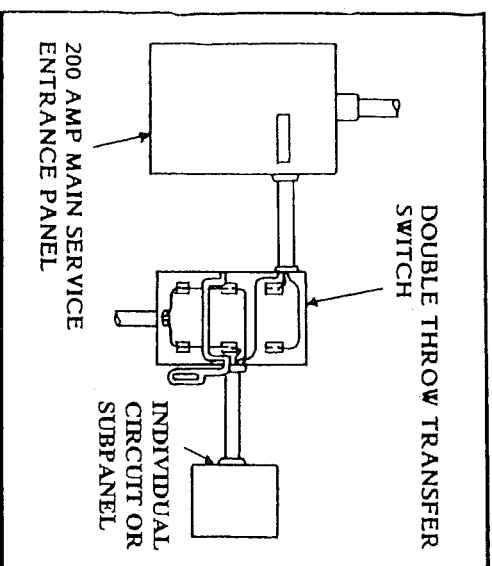 DOUBLE THROW TRANSFER
SWITCH
200 AMP MAIN SERVICE
ENTRANCE PANEL
INDIVIDUAL
CIRCUIT OR
SUBPANEL